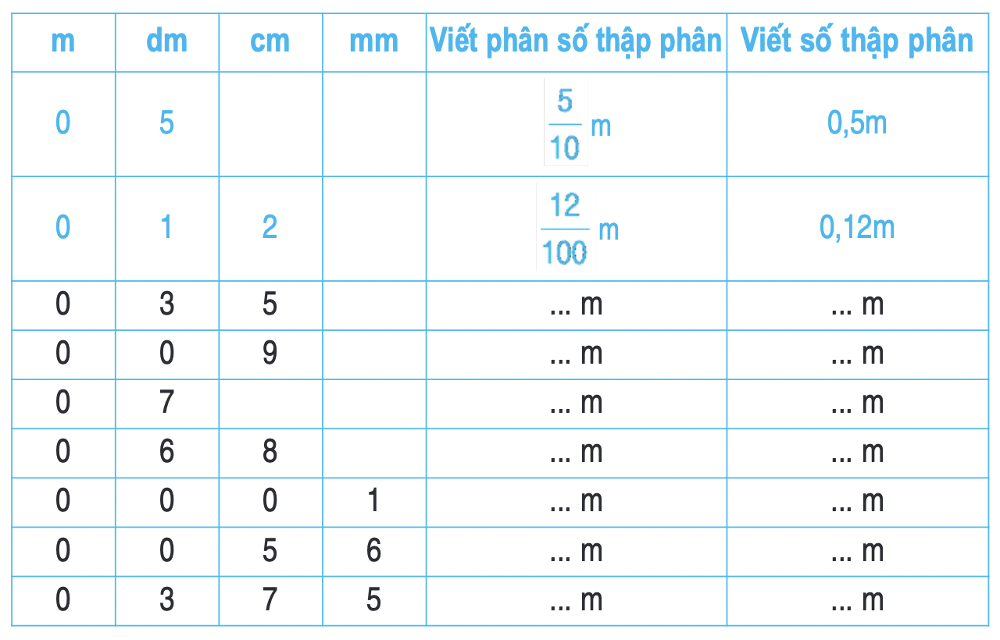 m dm cm mm Viết phân số thập phân Viết số thập phân
0 5 5/10 m 0,5m
0 1 2 12/100 m 0,12m
0 3 5 ... m ... m
0 0 9 ... m ... m
0 7 ... m ... m
0 6 8 ... m ... m
0 0 0 1 ... m ... m
0 0 5 6 ... m ... m
0 3 7 5 ... m ... m